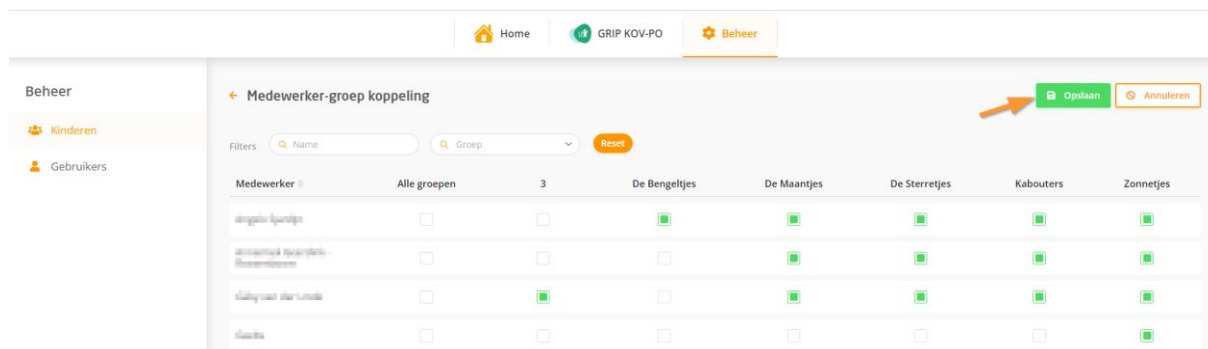 Home
GRIP KOV-PO
Beheer
Beheer
Medewerker-groep koppeling
Opslaan
Annuleren
Kinderen
Gebruikers
Filters
Name
Groep
Reset
Medewerker
Alle groepen
3
De Bengeltjes
De Maantjes
De Sterretjes
Kabouters
Zonnetjes